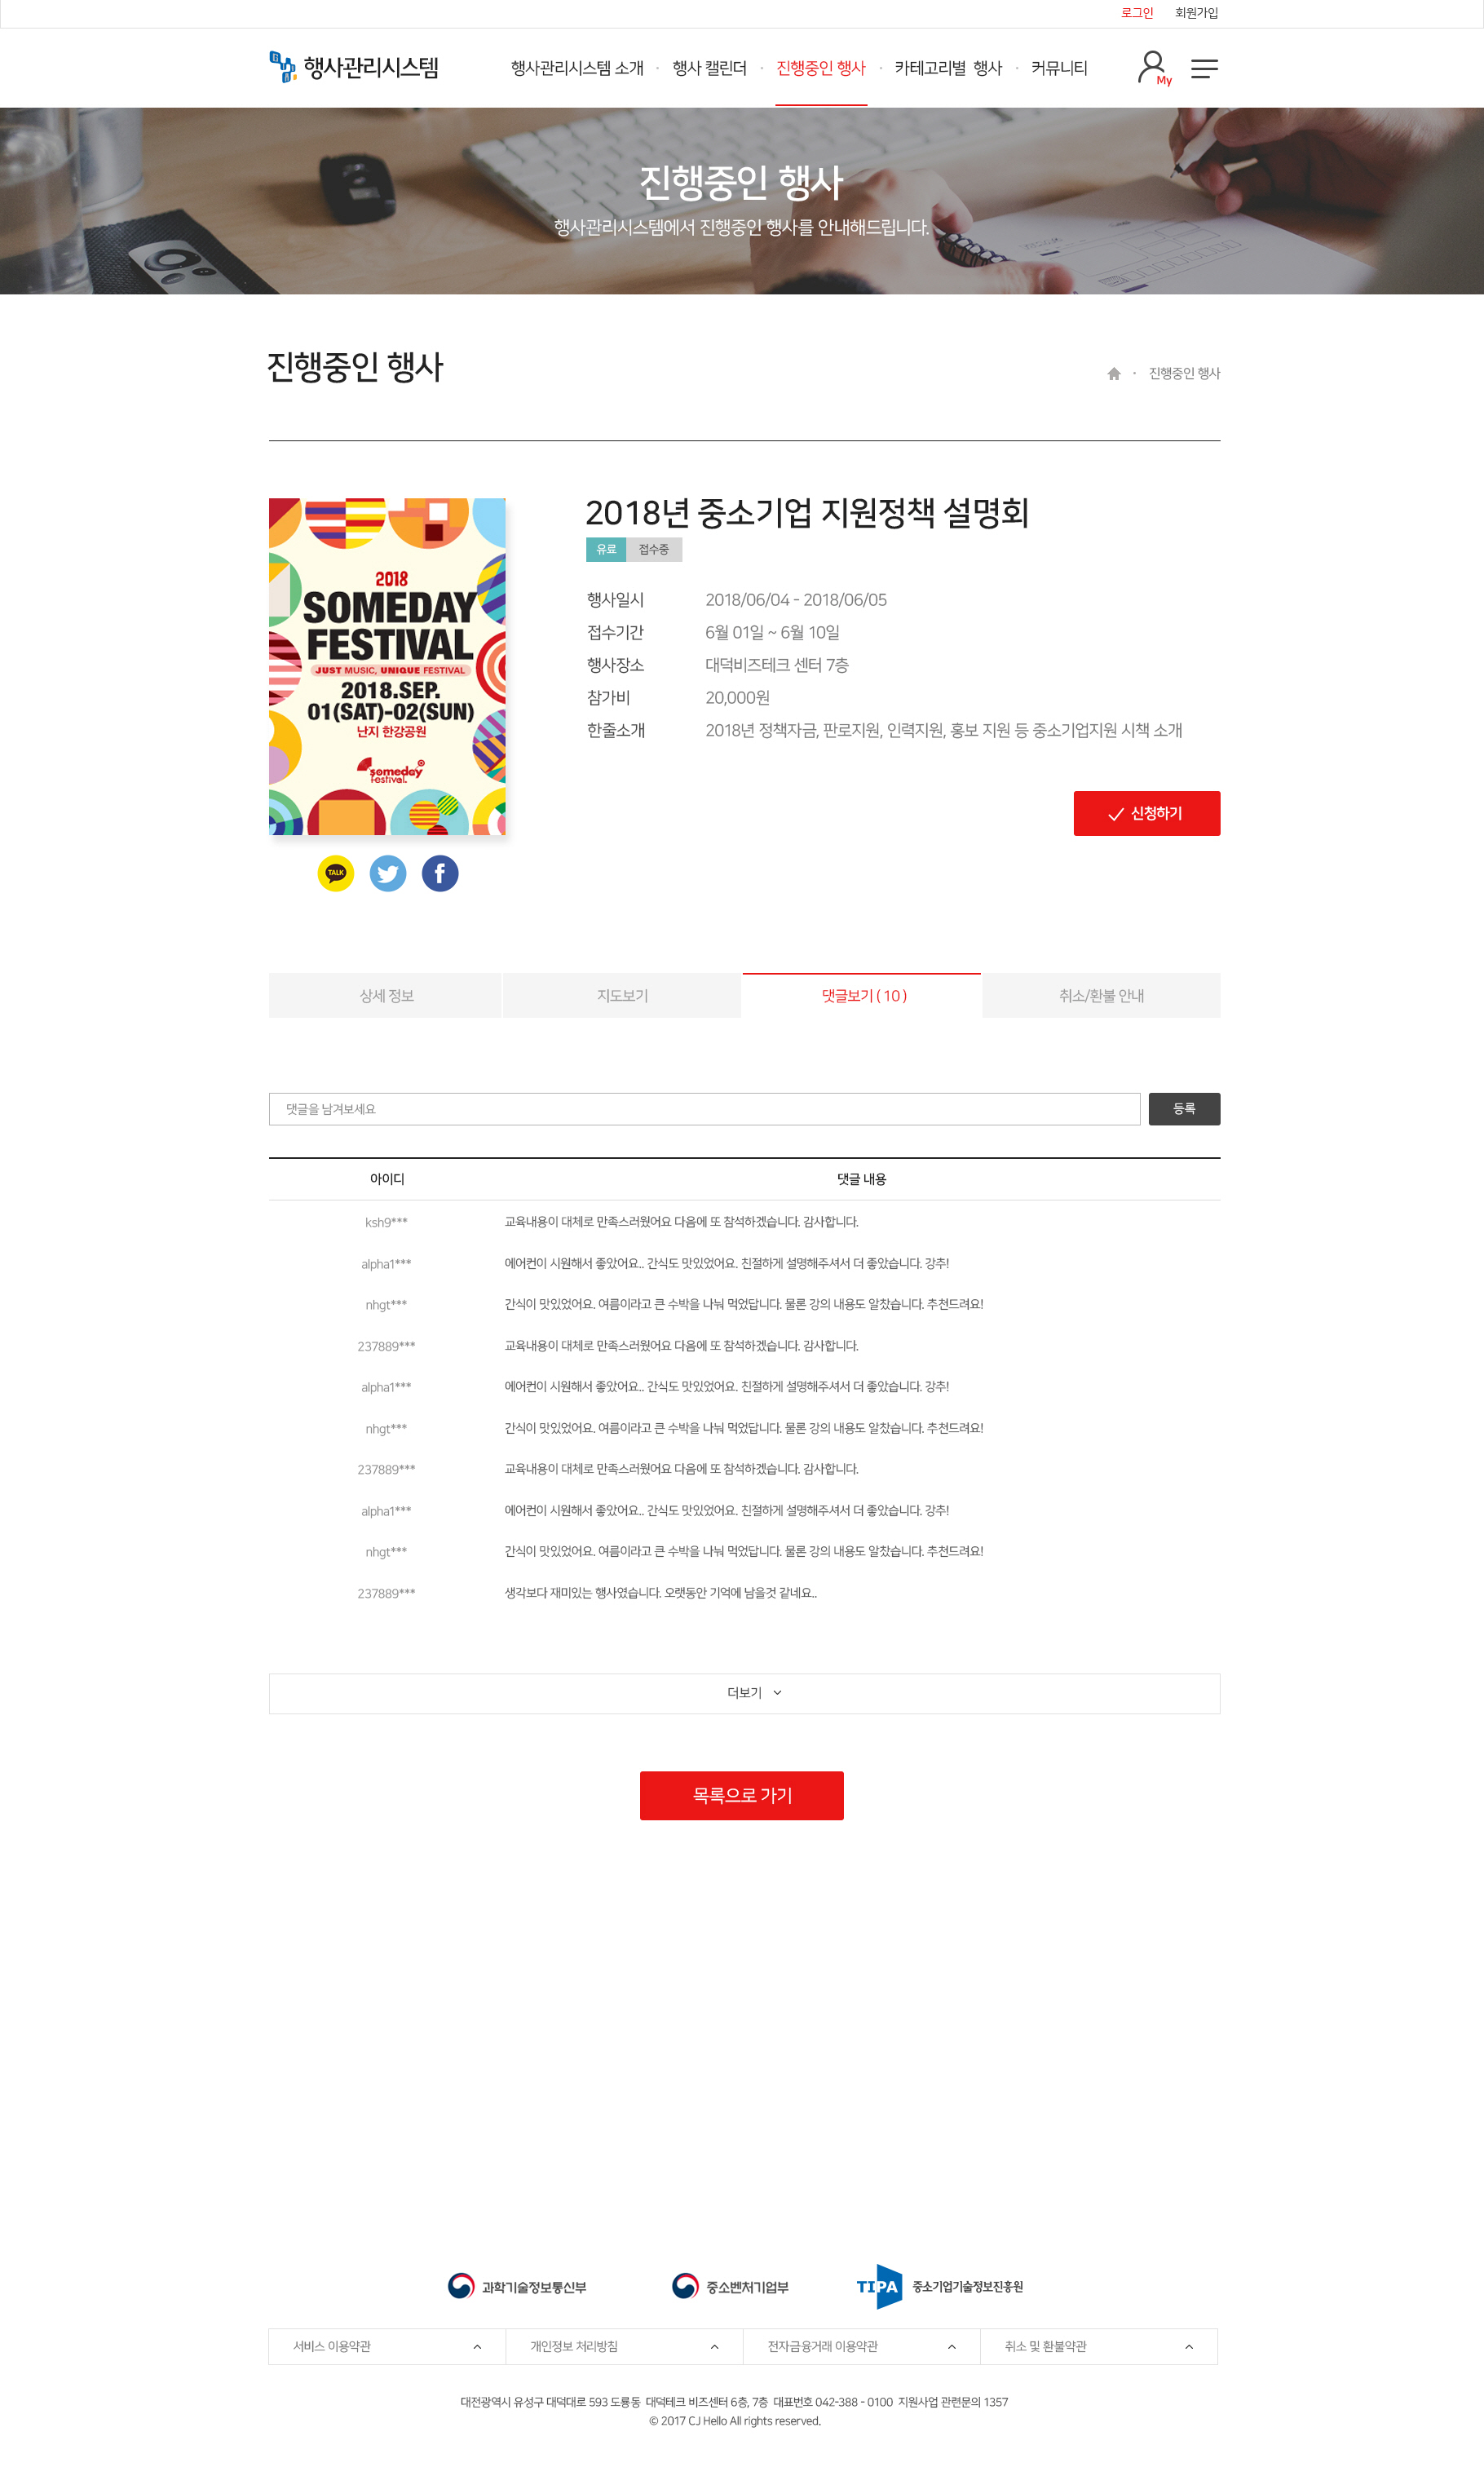 로그인 회원가입
행사관리시스템 행사관리시스템 소개 · 행사 캘린더 · 진행중인 행사 · 카테고리별 행사 · 커뮤니티 My
진행중인 행사
행사관리시스템에서 진행중인 행사를 안내해드립니다.
진행중인 행사
· 진행중인 행사
2018
SOMEDAY
FESTIVAL
JUST MUSIC, UNIQUE FESTIVAL
2018.SEP.
01(SAT)-02(SUN)
난지 한강공원
someday
festival.
TALK
2018년 중소기업 지원정책 설명회
유료 접수중
행사일시 2018/06/04 - 2018/06/05
접수기간 6월 01일 ~ 6월 10일
행사장소 대덕비즈테크 센터 7층
참가비 20,000원
한줄소개 2018년 정책자금, 판로지원, 인력지원, 홍보 지원 등 중소기업지원 시책 소개
신청하기
상세 정보 지도보기 댓글보기 ( 10 ) 취소/환불 안내
댓글을 남겨보세요 등록
아이디 댓글 내용
ksh9*** 교육내용이 대체로 만족스러웠어요 다음에 또 참석하겠습니다. 감사합니다.
alpha1*** 에어컨이 시원해서 좋았어요.. 간식도 맛있었어요. 친절하게 설명해주셔서 더 좋았습니다. 강추!
nhgt*** 간식이 맛있었어요. 여름이라고 큰 수박을 나눠 먹었답니다. 물론 강의 내용도 알찼습니다. 추천드려요!
237889*** 교육내용이 대체로 만족스러웠어요 다음에 또 참석하겠습니다. 감사합니다.
alpha1*** 에어컨이 시원해서 좋았어요.. 간식도 맛있었어요. 친절하게 설명해주셔서 더 좋았습니다. 강추!
nhgt*** 간식이 맛있었어요. 여름이라고 큰 수박을 나눠 먹었답니다. 물론 강의 내용도 알찼습니다. 추천드려요!
237889*** 교육내용이 대체로 만족스러웠어요 다음에 또 참석하겠습니다. 감사합니다.
alpha1*** 에어컨이 시원해서 좋았어요.. 간식도 맛있었어요. 친절하게 설명해주셔서 더 좋았습니다. 강추!
nhgt*** 간식이 맛있었어요. 여름이라고 큰 수박을 나눠 먹었답니다. 물론 강의 내용도 알찼습니다. 추천드려요!
237889*** 생각보다 재미있는 행사였습니다. 오랫동안 기억에 남을것 같네요..
더보기
목록으로 가기
과학기술정보통신부 중소벤처기업부 TIPA 중소기업기술정보진흥원
서비스 이용약관 개인정보 처리방침 전자금융거래 이용약관 취소 및 환불약관
대전광역시 유성구 대덕대로 593 도룡동 대덕테크 비즈센터 6층, 7층 대표번호 042-388 - 0100 지원사업 관련문의 1357
© 2017 CJ Hello All rights reserved.